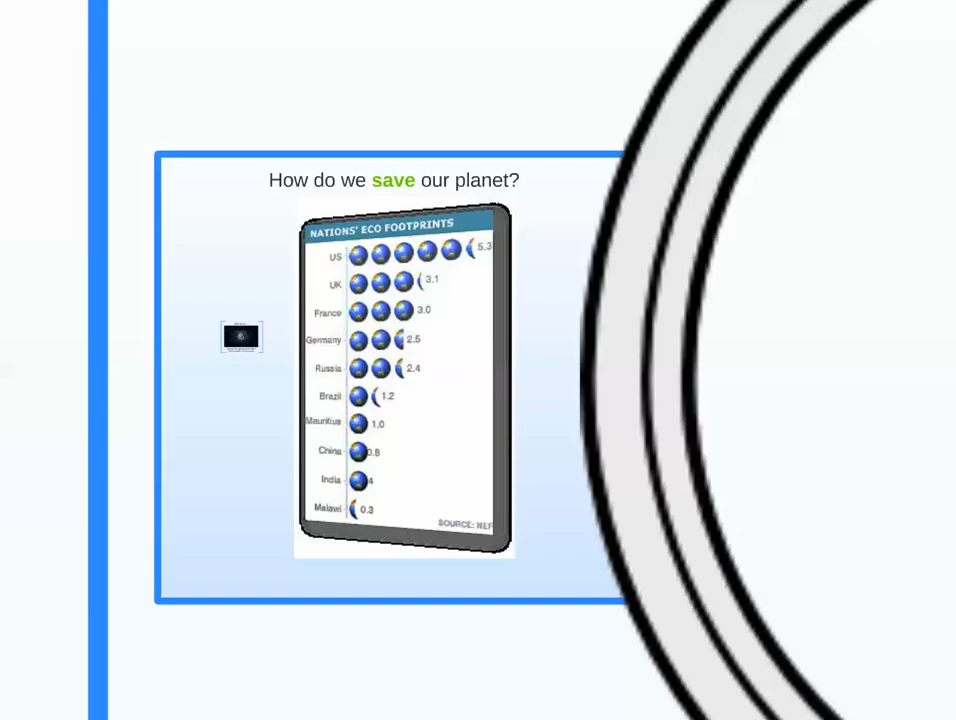 How do we save our planet?
NATIONS' ECO FOOTPRINTS
US 5.3
UK 3.1
France 3.0
Germany 2.5
Russia 2.4
Brazil 1.2
Mauritius 1.0
China 0.8
India 4
Malawi 0.3
SOURCE: NEF